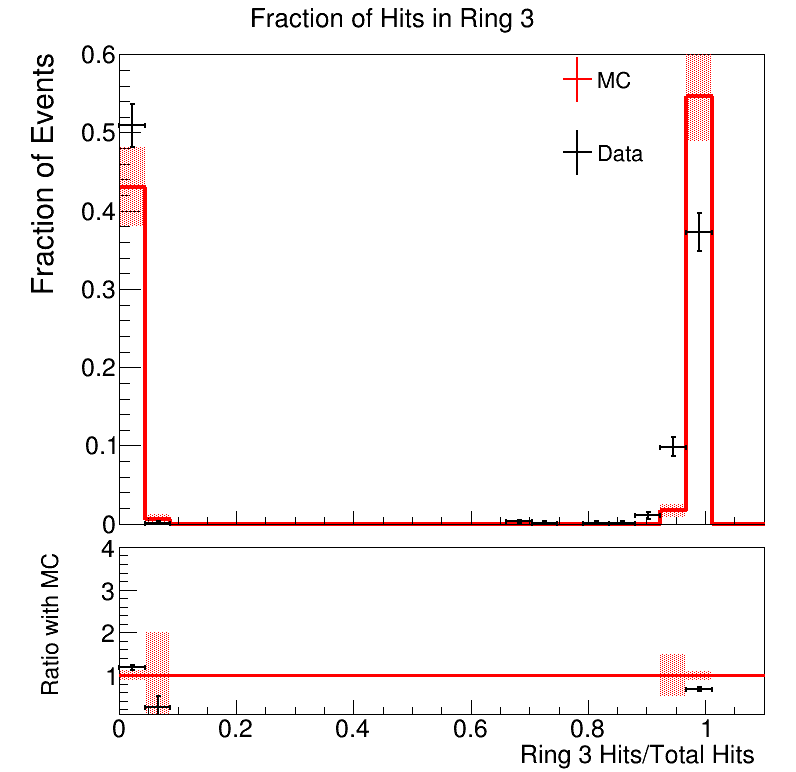 Fraction of Hits in Ring 3
Fraction of Events
0.6
0.5
0.4
0.3
0.2
0.1
0
MC
Data
Ratio with MC
4
3
2
1
0
0.2
0.4
0.6
0.8
1
Ring 3 Hits/Total Hits